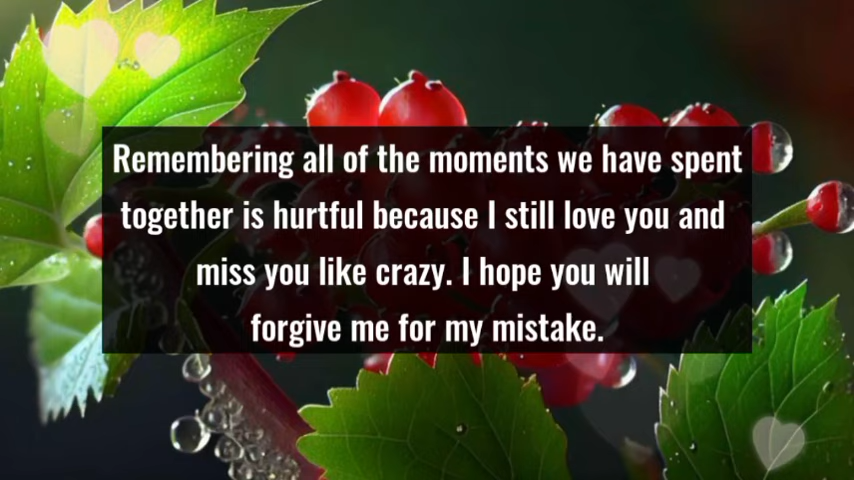 Remembering all of the moments we have spent
together is hurtful because I still love you and
miss you like crazy. I hope you will
forgive me for my mistake.